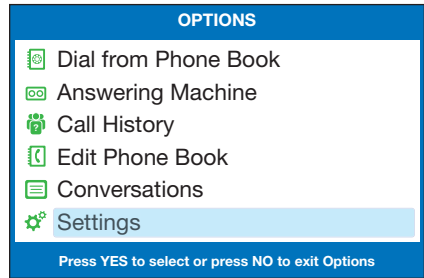 OPTIONS
Dial from Phone Book
Answering Machine
Call History
Edit Phone Book
Conversations
Settings
Press YES to select or press NO to exit Options